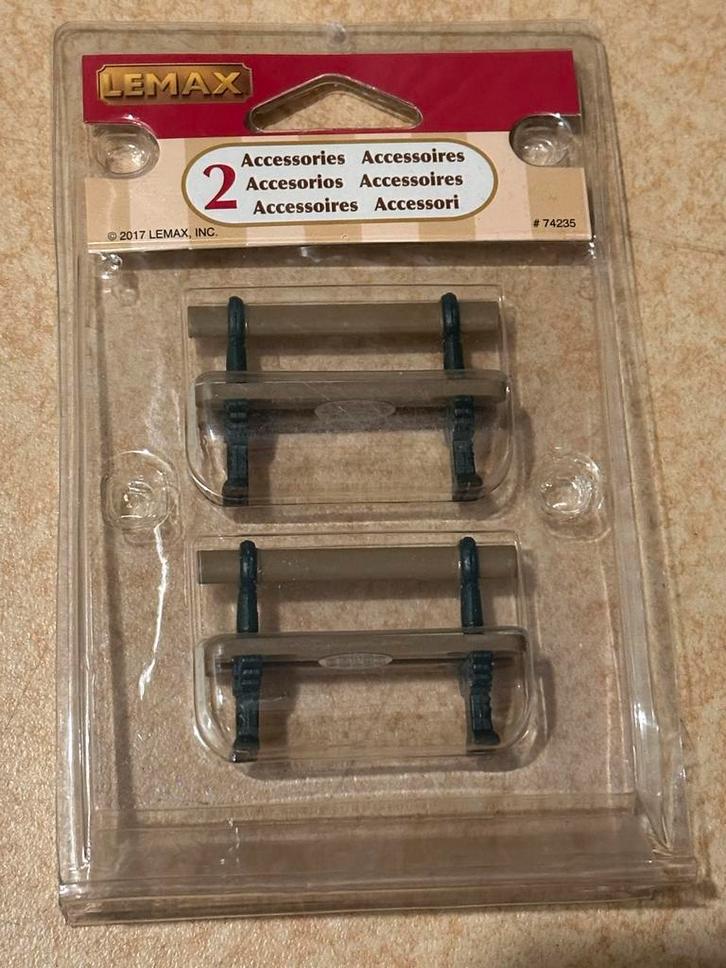 LEMAX
2
Accessories Accessoires
Accesorios Accessoires
Accessoires Accessori
© 2017 LEMAX, INC.
# 74235